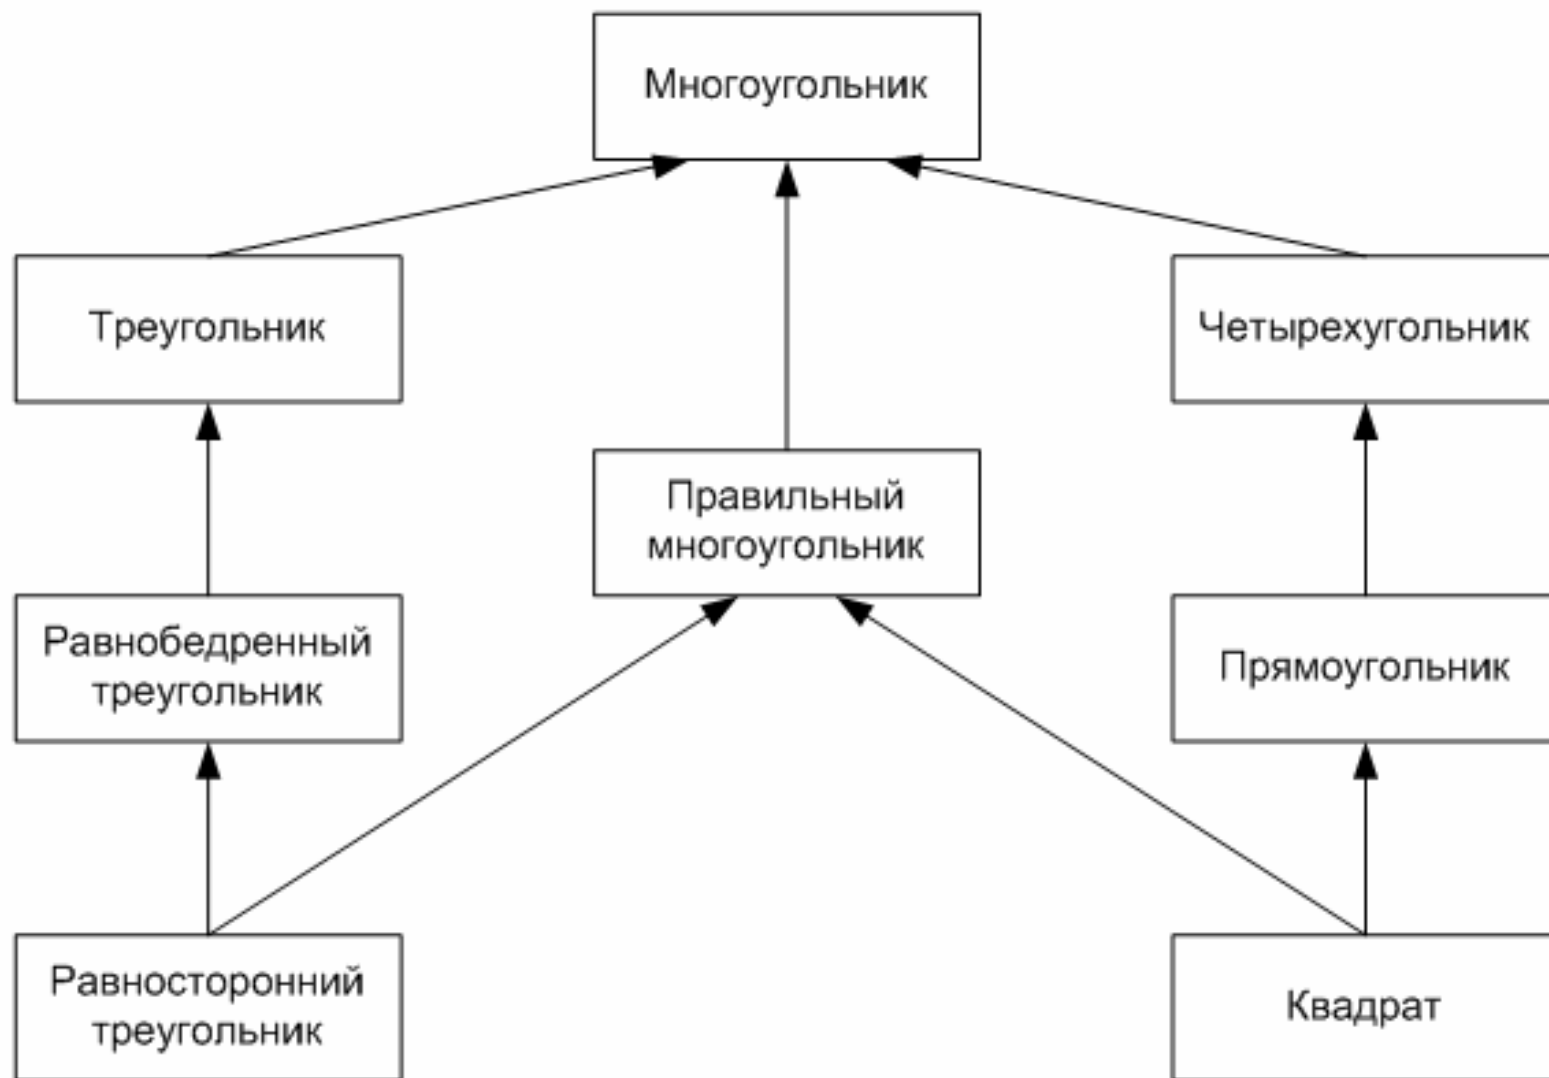 Многоугольник
Треугольник
Четырехугольник
Правильный
многоугольник
Равнобедренный
треугольник
Прямоугольник
Равносторонний
треугольник
Квадрат